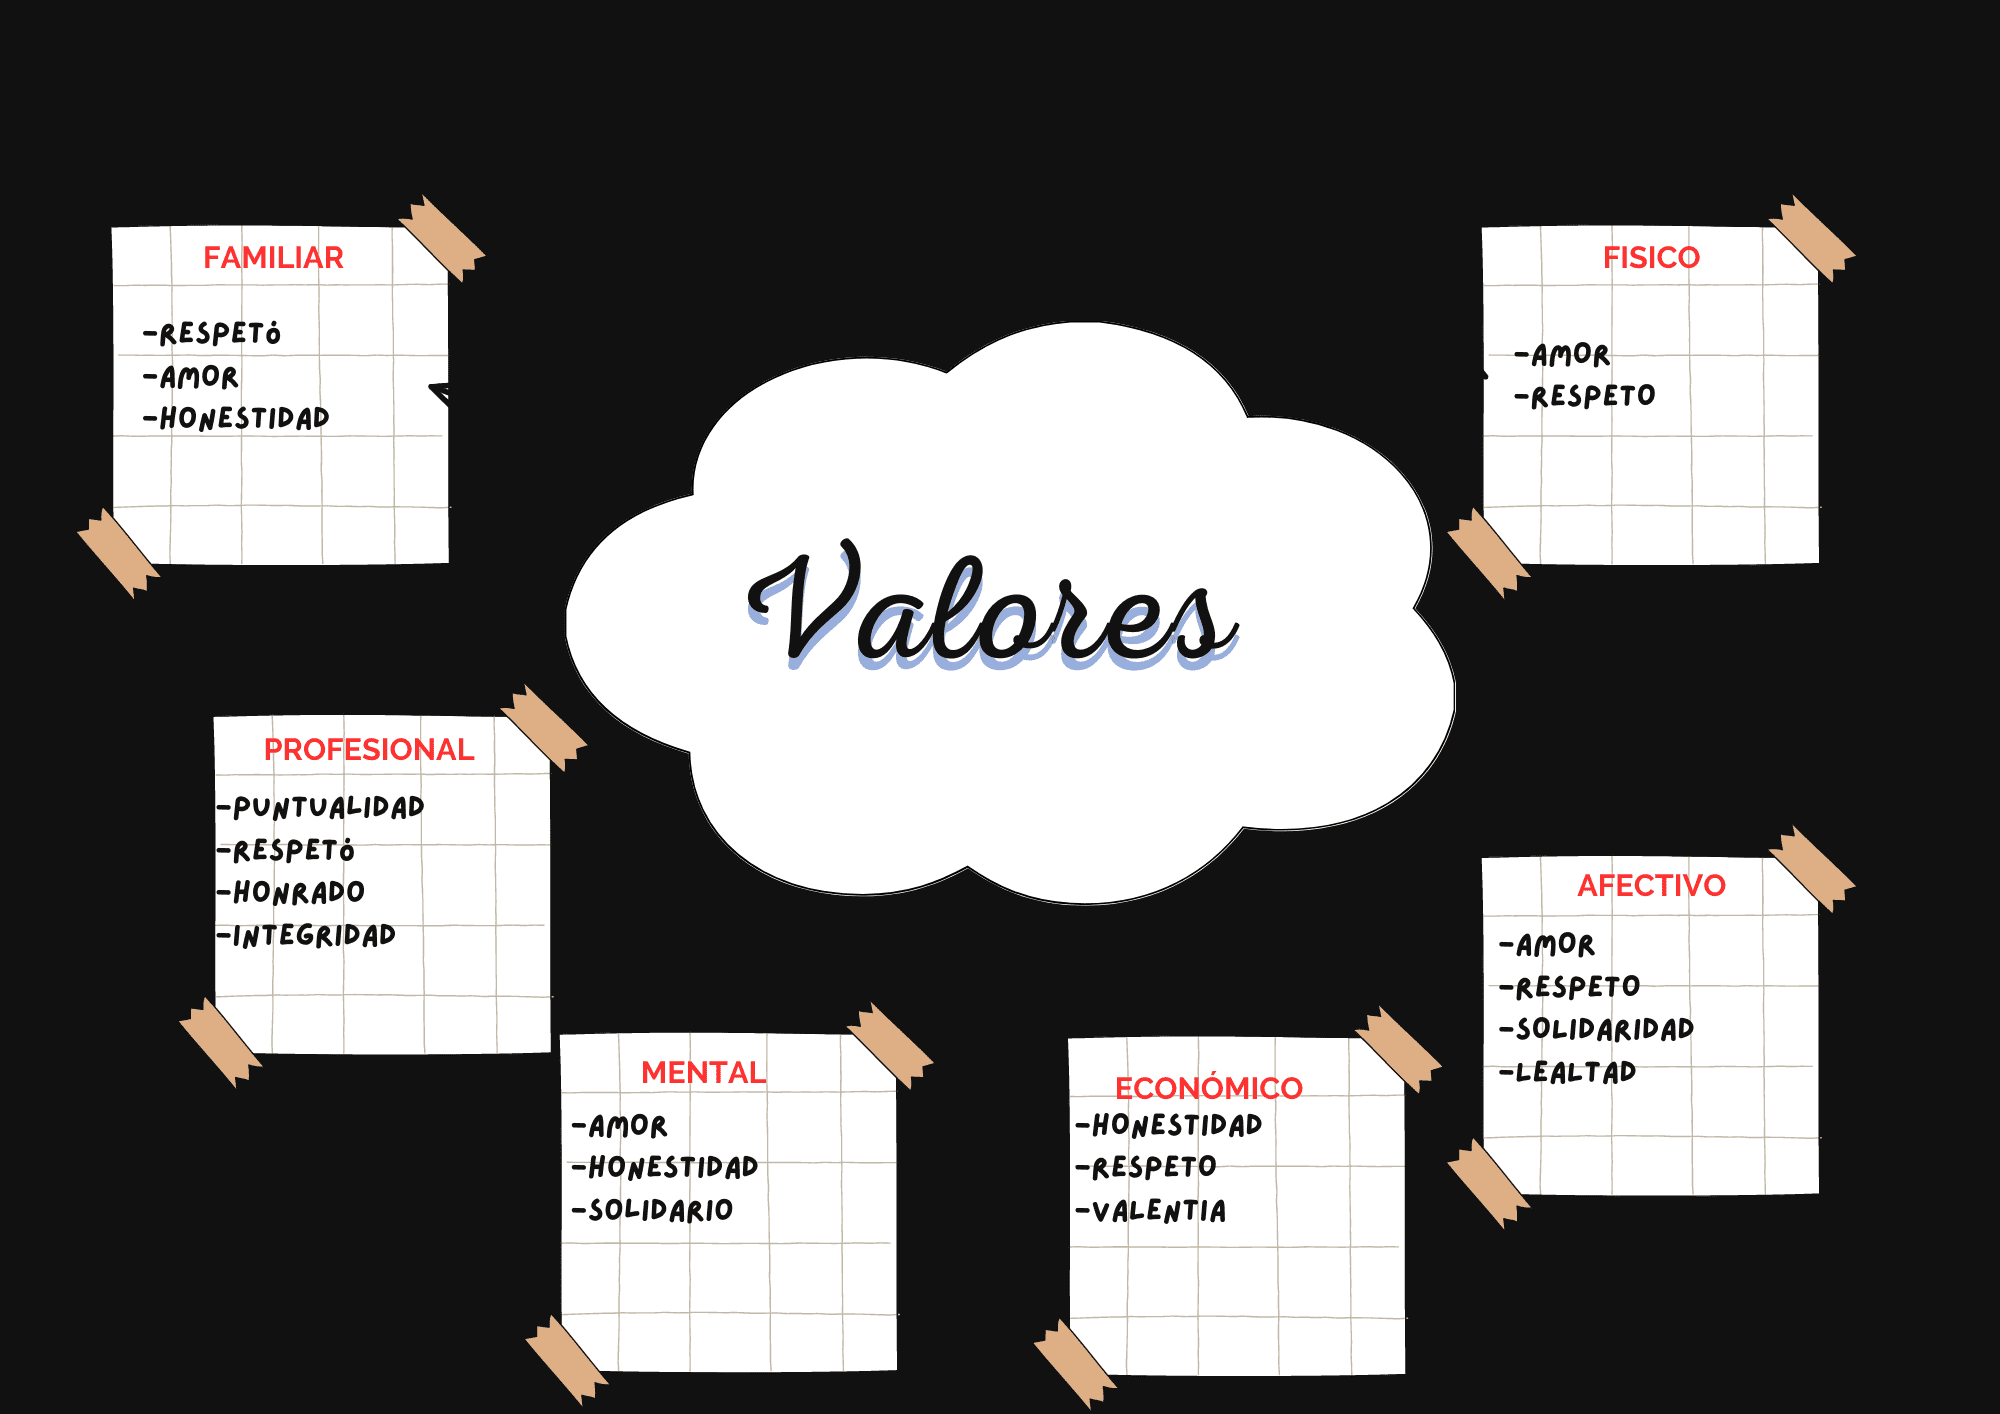 FAMILIAR
-RESPETÓ
-AMOR
-HONESTIDAD
FISICO
-AMOR
-RESPETO
Valores
PROFESIONAL
-PUNTUALIDAD
-RESPETÓ
-HONRADO
-INTEGRIDAD
AFECTIVO
-AMOR
-RESPETO
-SOLIDARIDAD
-LEALTAD
MENTAL
-AMOR
-HONESTIDAD
-SOLIDARIO
ECONÓMICO
-HONESTIDAD
-RESPETO
-VALENTIA